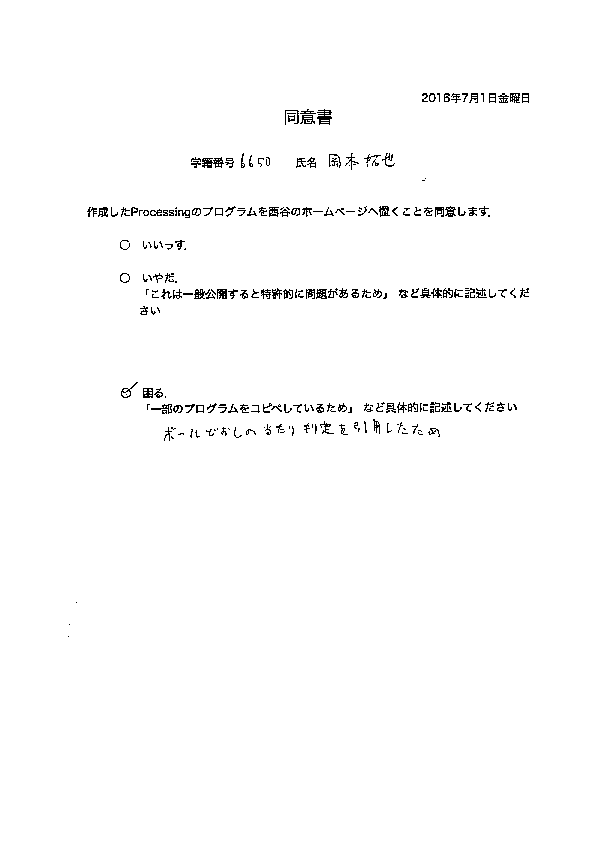 2016年7月1日金曜日
同意書
学籍番号 6650 氏名 岡本拓也
作成したProcessingのプログラムを西谷のホームページへ置くことを同意します.
○ いいっす.
○ いやだ.
「これは一般公開すると特許的に問題があるため」 など具体的に記述してくだ
さい
○ 困る.
「一部のプログラムをコピペしているため」 など具体的に記述してください
ボールどおしの当たり判定を引用したため